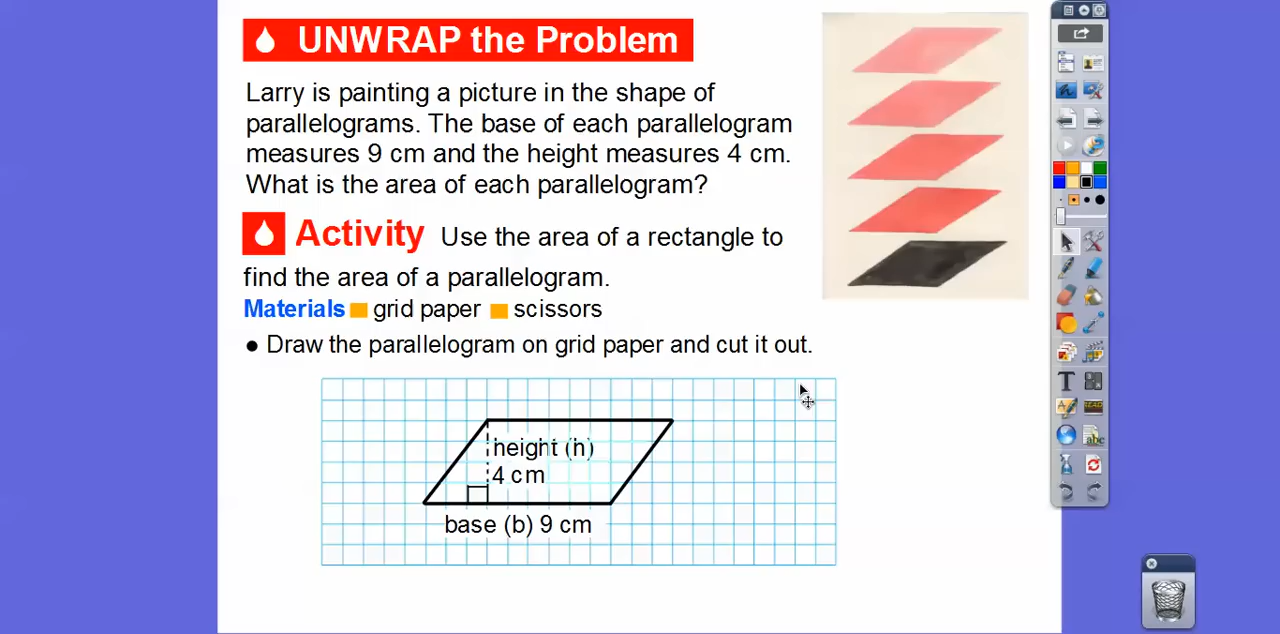 UNWRAP the Problem
Larry is painting a picture in the shape of
parallelograms. The base of each parallelogram
measures 9 cm and the height measures 4 cm.
What is the area of each parallelogram?
Activity Use the area of a rectangle to
find the area of a parallelogram.
Materials grid paper scissors
● Draw the parallelogram on grid paper and cut it out.
height (h)
4 cm
base (b) 9 cm
T
READ
abc